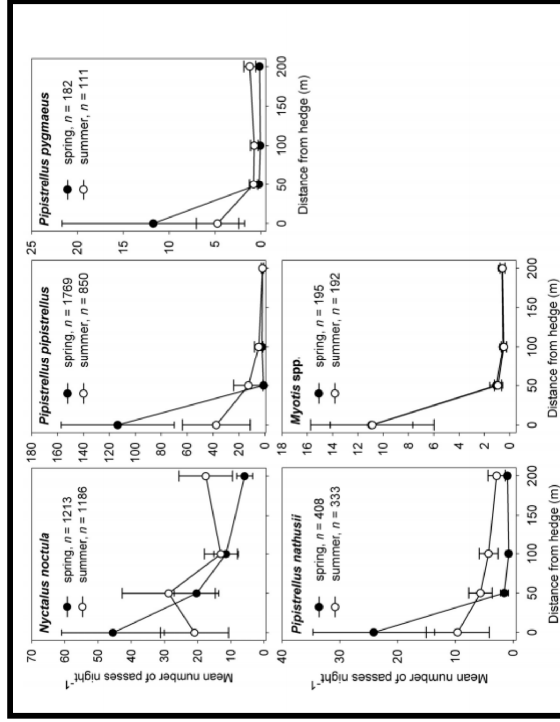 Nyctalus noctula
spring, n = 1213
summer, n = 1186
70
60
50
40
30
20
10
0
Mean number of passes night⁻¹
Pipistrellus pipistrellus
spring, n = 1769
summer, n = 850
180
160
140
120
100
80
60
40
20
0
Pipistrellus pygmaeus
spring, n = 182
summer, n = 111
25
20
15
10
5
0
0 50 100 150 200
Distance from hedge (m)
Pipistrellus nathusii
spring, n = 408
summer, n = 333
40
30
20
10
0
Mean number of passes night⁻¹
0 50 100 150 200
Distance from hedge (m)
Myotis spp.
spring, n = 195
summer, n = 192
18
16
14
12
10
8
6
4
2
0
0 50 100 150 200
Distance from hedge (m)